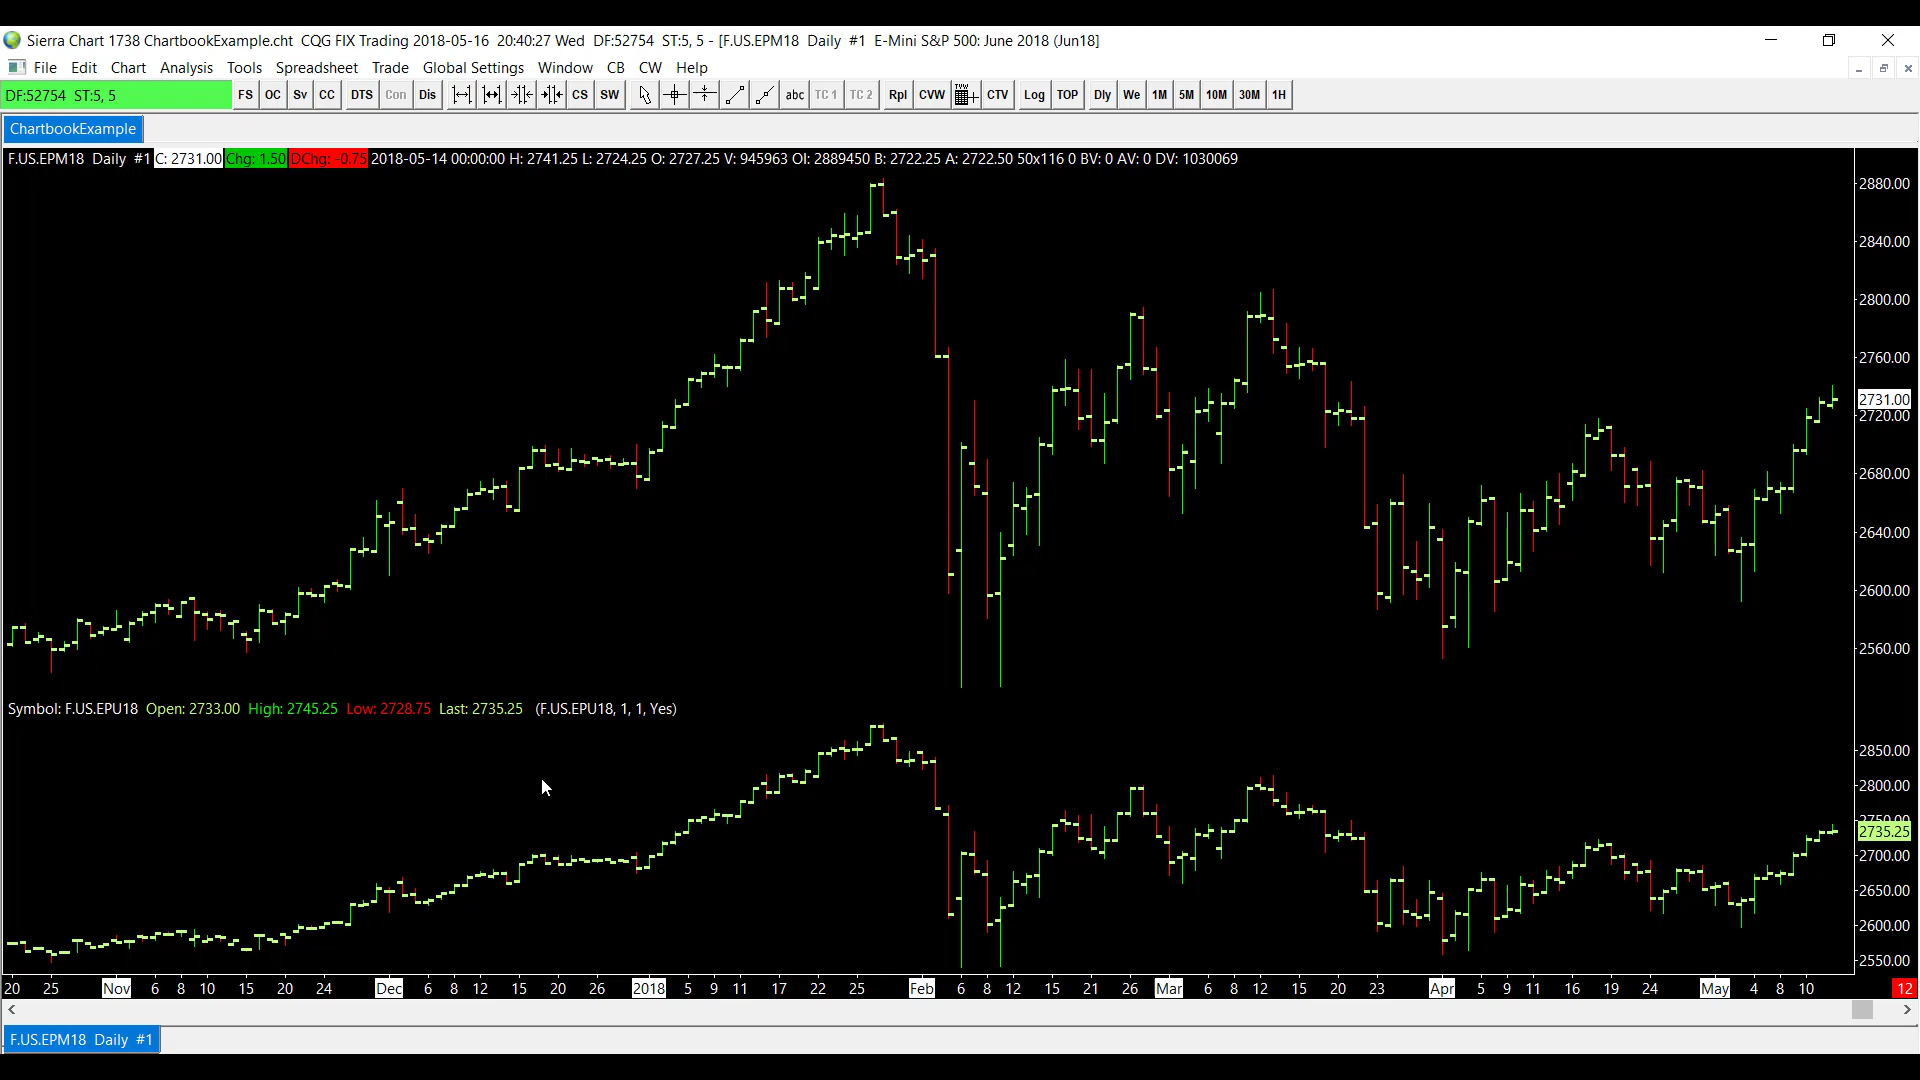 Sierra Chart 1738 ChartbookExample.cht  CQG FIX Trading 2018-05-16  20:40:27 Wed  DF:52754  ST:5, 5 - [F.US.EPM18  Daily  #1  E-Mini S&P 500: June 2018 (Jun18)]
File Edit Chart Analysis Tools Spreadsheet Trade Global Settings Window CB CW Help
DF:52754  ST:5, 5 FS OC Sv CC DTS Con Dis CS SW abc TC 1 TC 2 Rpl CVW TVW CTV Log TOP Dly We 1M 5M 10M 30M 1H
ChartbookExample
F.US.EPM18  Daily  #1 C: 2731.00 Chg: 1.50 DChg: -0.75 2018-05-14 00:00:00 H: 2741.25 L: 2724.25 O: 2727.25 V: 945963 OI: 2889450 B: 2722.25 A: 2722.50 50x116 0 BV: 0 AV: 0 DV: 1030069
2880.00
2840.00
2800.00
2760.00
2731.00
2720.00
2680.00
2640.00
2600.00
2560.00
Symbol: F.US.EPU18  Open: 2733.00  High: 2745.25  Low: 2728.75  Last: 2735.25  (F.US.EPU18, 1, 1, Yes)
2850.00
2800.00
2750.00
2735.25
2700.00
2650.00
2600.00
2550.00
20 25 Nov 6 8 10 15 20 24 Dec 6 8 12 15 20 26 2018 5 9 11 17 22 25 Feb 6 8 12 15 21 26 Mar 6 8 12 15 20 23 Apr 5 9 11 16 19 24 May 4 8 10 12
F.US.EPM18  Daily  #1